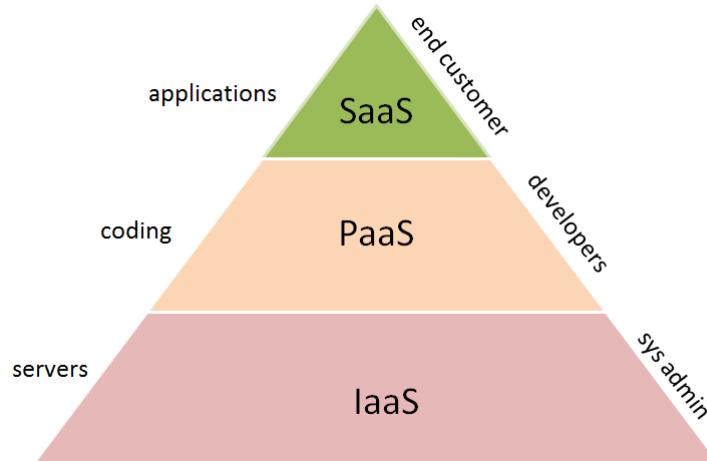 applications
SaaS
end customer
coding
PaaS
developers
servers
IaaS
sys admin